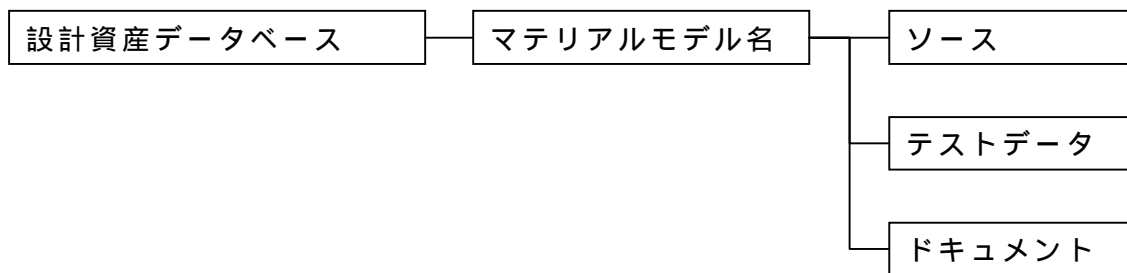 設計資産データベース
マテリアルモデル名
ソース
テストデータ
ドキュメント